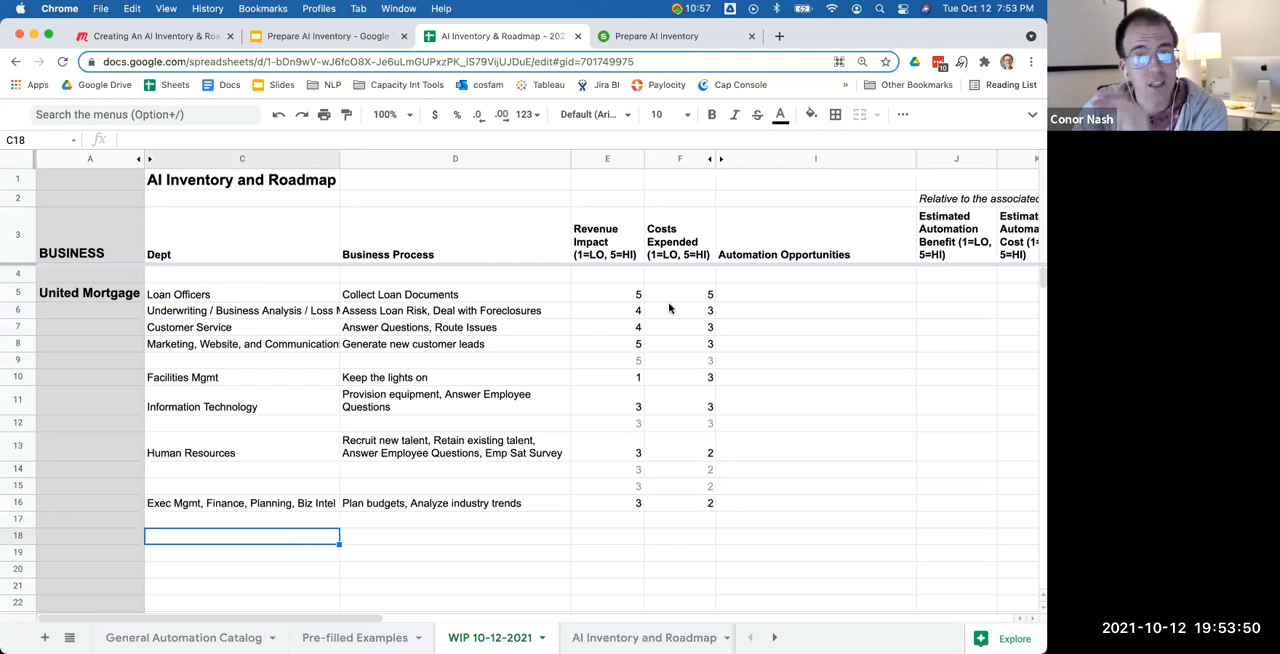 Chrome File Edit View History Bookmarks Profiles Tab Window Help 10:57 Tue Oct 12 7:53 PM
Creating An AI Inventory & Roa
Prepare AI Inventory - Google
AI Inventory & Roadmap - 202
Prepare AI Inventory
docs.google.com/spreadsheets/d/1-bDn9wV-wJ6fcO8X-Je6uLmGUPxzPK_lS79VijUJDuE/edit#gid=701749975
10
Apps Google Drive Sheets Docs Slides NLP Capacity Int Tools cosfam Tableau Jira BI Paylocity Cap Console » Other Bookmarks Reading List
Search the menus (Option+/) 100% $ % .0 .00 123 Default (Ari... 10 B I S A
C18 fx
A C D E F I J K
1 AI Inventory and Roadmap
2 Relative to the associated
3 BUSINESS Dept Business Process
Revenue Impact (1=LO, 5=HI)
Costs Expended (1=LO, 5=HI)
Automation Opportunities
Estimated Automation Benefit (1=LO, 5=HI)
Estimat Automa Cost (1= 5=HI)
4
5 United Mortgage Loan Officers Collect Loan Documents 5 5
6 Underwriting / Business Analysis / Loss M Assess Loan Risk, Deal with Foreclosures 4 3
7 Customer Service Answer Questions, Route Issues 4 3
8 Marketing, Website, and Communication Generate new customer leads 5 3
9 5 3
10 Facilities Mgmt Keep the lights on 1 3
11 Information Technology Provision equipment, Answer Employee
Questions 3 3
12 3 3
13 Human Resources Recruit new talent, Retain existing talent,
Answer Employee Questions, Emp Sat Survey 3 2
14 3 2
15 3 2
16 Exec Mgmt, Finance, Planning, Biz Intel Plan budgets, Analyze industry trends 3 2
17
18
19
20
21
22
General Automation Catalog Pre-filled Examples WIP 10-12-2021 AI Inventory and Roadmap Explore
Conor Nash
2021-10-12 19:53:50